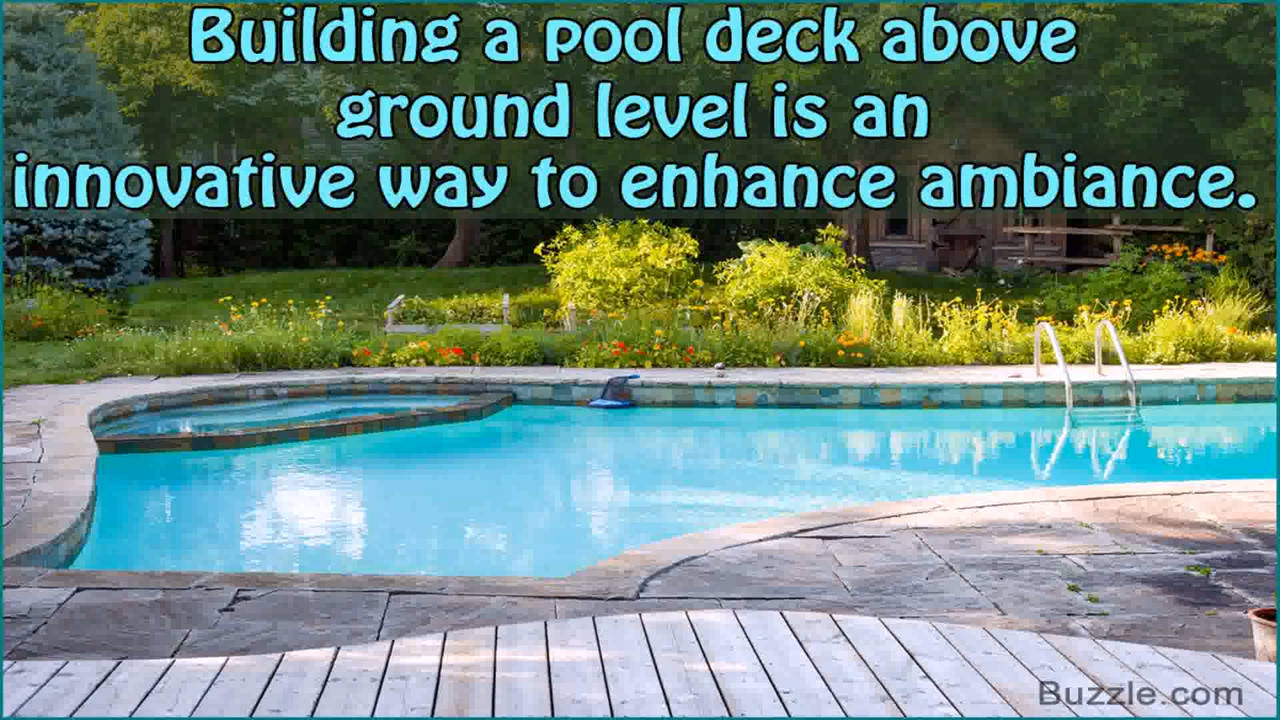 Building a pool deck above
ground level is an
innovative way to enhance ambiance.
Buzzle.com